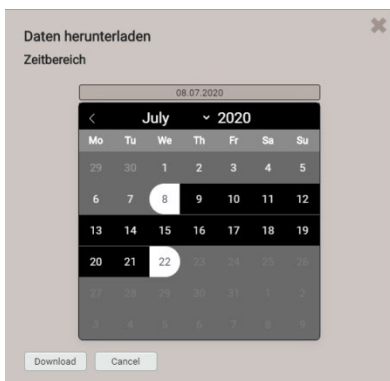 Daten herunterladen
Zeitbereich
08.07.2020
July 2020
Mo Tu We Th Fr Sa Su
29 30 1 2 3 4 5
6 7 8 9 10 11 12
13 14 15 16 17 18 19
20 21 22 23 24 25 26
27 28 29 30 31 1 2
3 4 5 6 7 8 9
Download Cancel